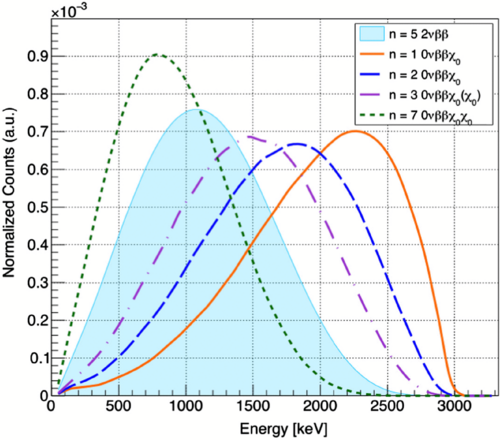 ×10⁻³
n = 5 2νββ
n = 1 0νββχ₀
n = 2 0νββχ₀
n = 3 0νββχ₀(χ₀)
n = 7 0νββχ₀χ₀
Normalized Counts (a.u.)
0.9
0.8
0.7
0.6
0.5
0.4
0.3
0.2
0.1
0
0 500 1000 1500 2000 2500 3000
Energy [keV]